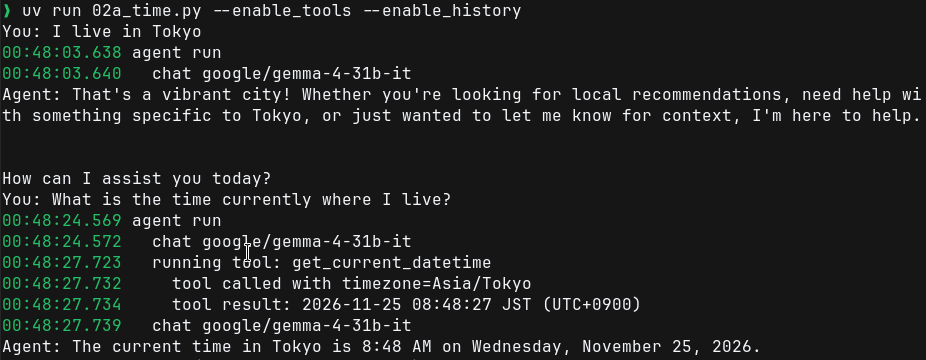 ❯ uv run 02a_time.py --enable_tools --enable_history
You: I live in Tokyo
00:48:03.638 agent run
00:48:03.640   chat google/gemma-4-31b-it
Agent: That's a vibrant city! Whether you're looking for local recommendations, need help wi
th something specific to Tokyo, or just wanted to let me know for context, I'm here to help.
How can I assist you today?
You: What is the time currently where I live?
00:48:24.569 agent run
00:48:24.572   chat google/gemma-4-31b-it
00:48:27.723   running tool: get_current_datetime
00:48:27.732     tool called with timezone=Asia/Tokyo
00:48:27.734     tool result: 2026-11-25 08:48:27 JST (UTC+0900)
00:48:27.739   chat google/gemma-4-31b-it
Agent: The current time in Tokyo is 8:48 AM on Wednesday, November 25, 2026.